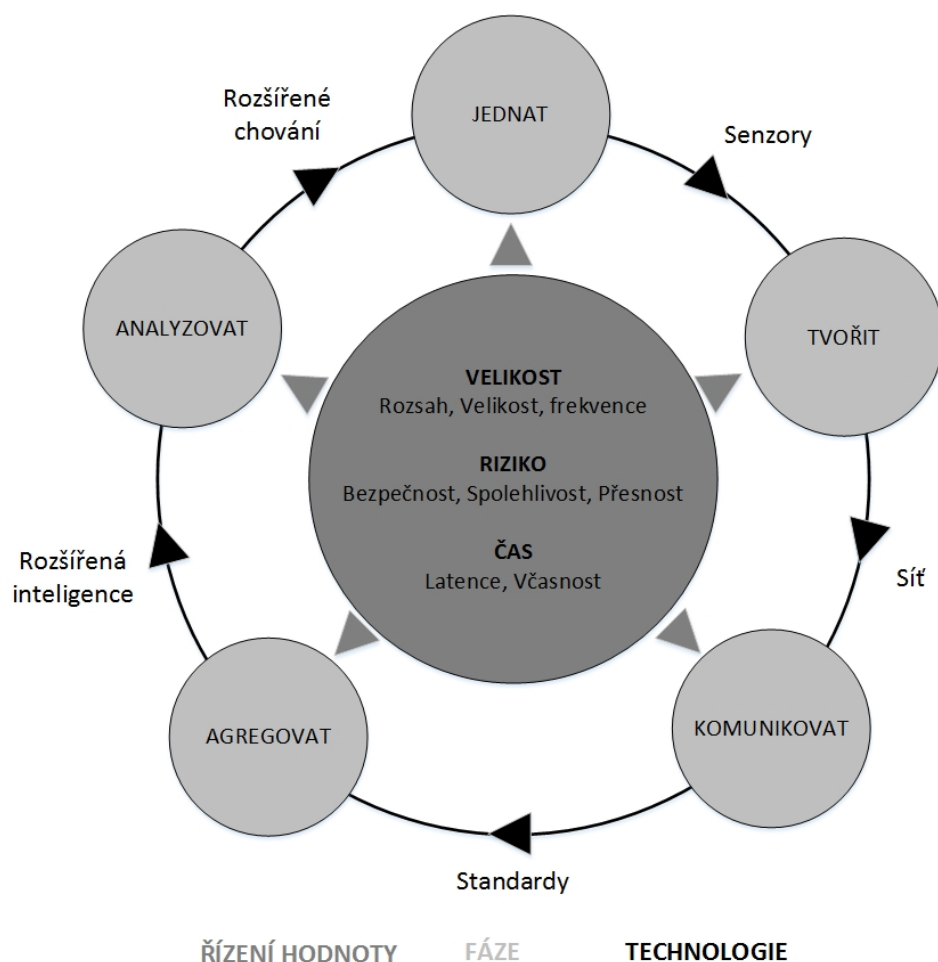 Rozšířené
chování
JEDNAT
Senzory
ANALYZOVAT
TVOŘIT
VELIKOST
Rozsah, Velikost, frekvence
RIZIKO
Bezpečnost, Spolehlivost, Přesnost
ČAS
Latence, Včasnost
Rozšířená
inteligence
Síť
AGREGOVAT
KOMUNIKOVAT
Standardy
ŘÍZENÍ HODNOTY FÁZE TECHNOLOGIE